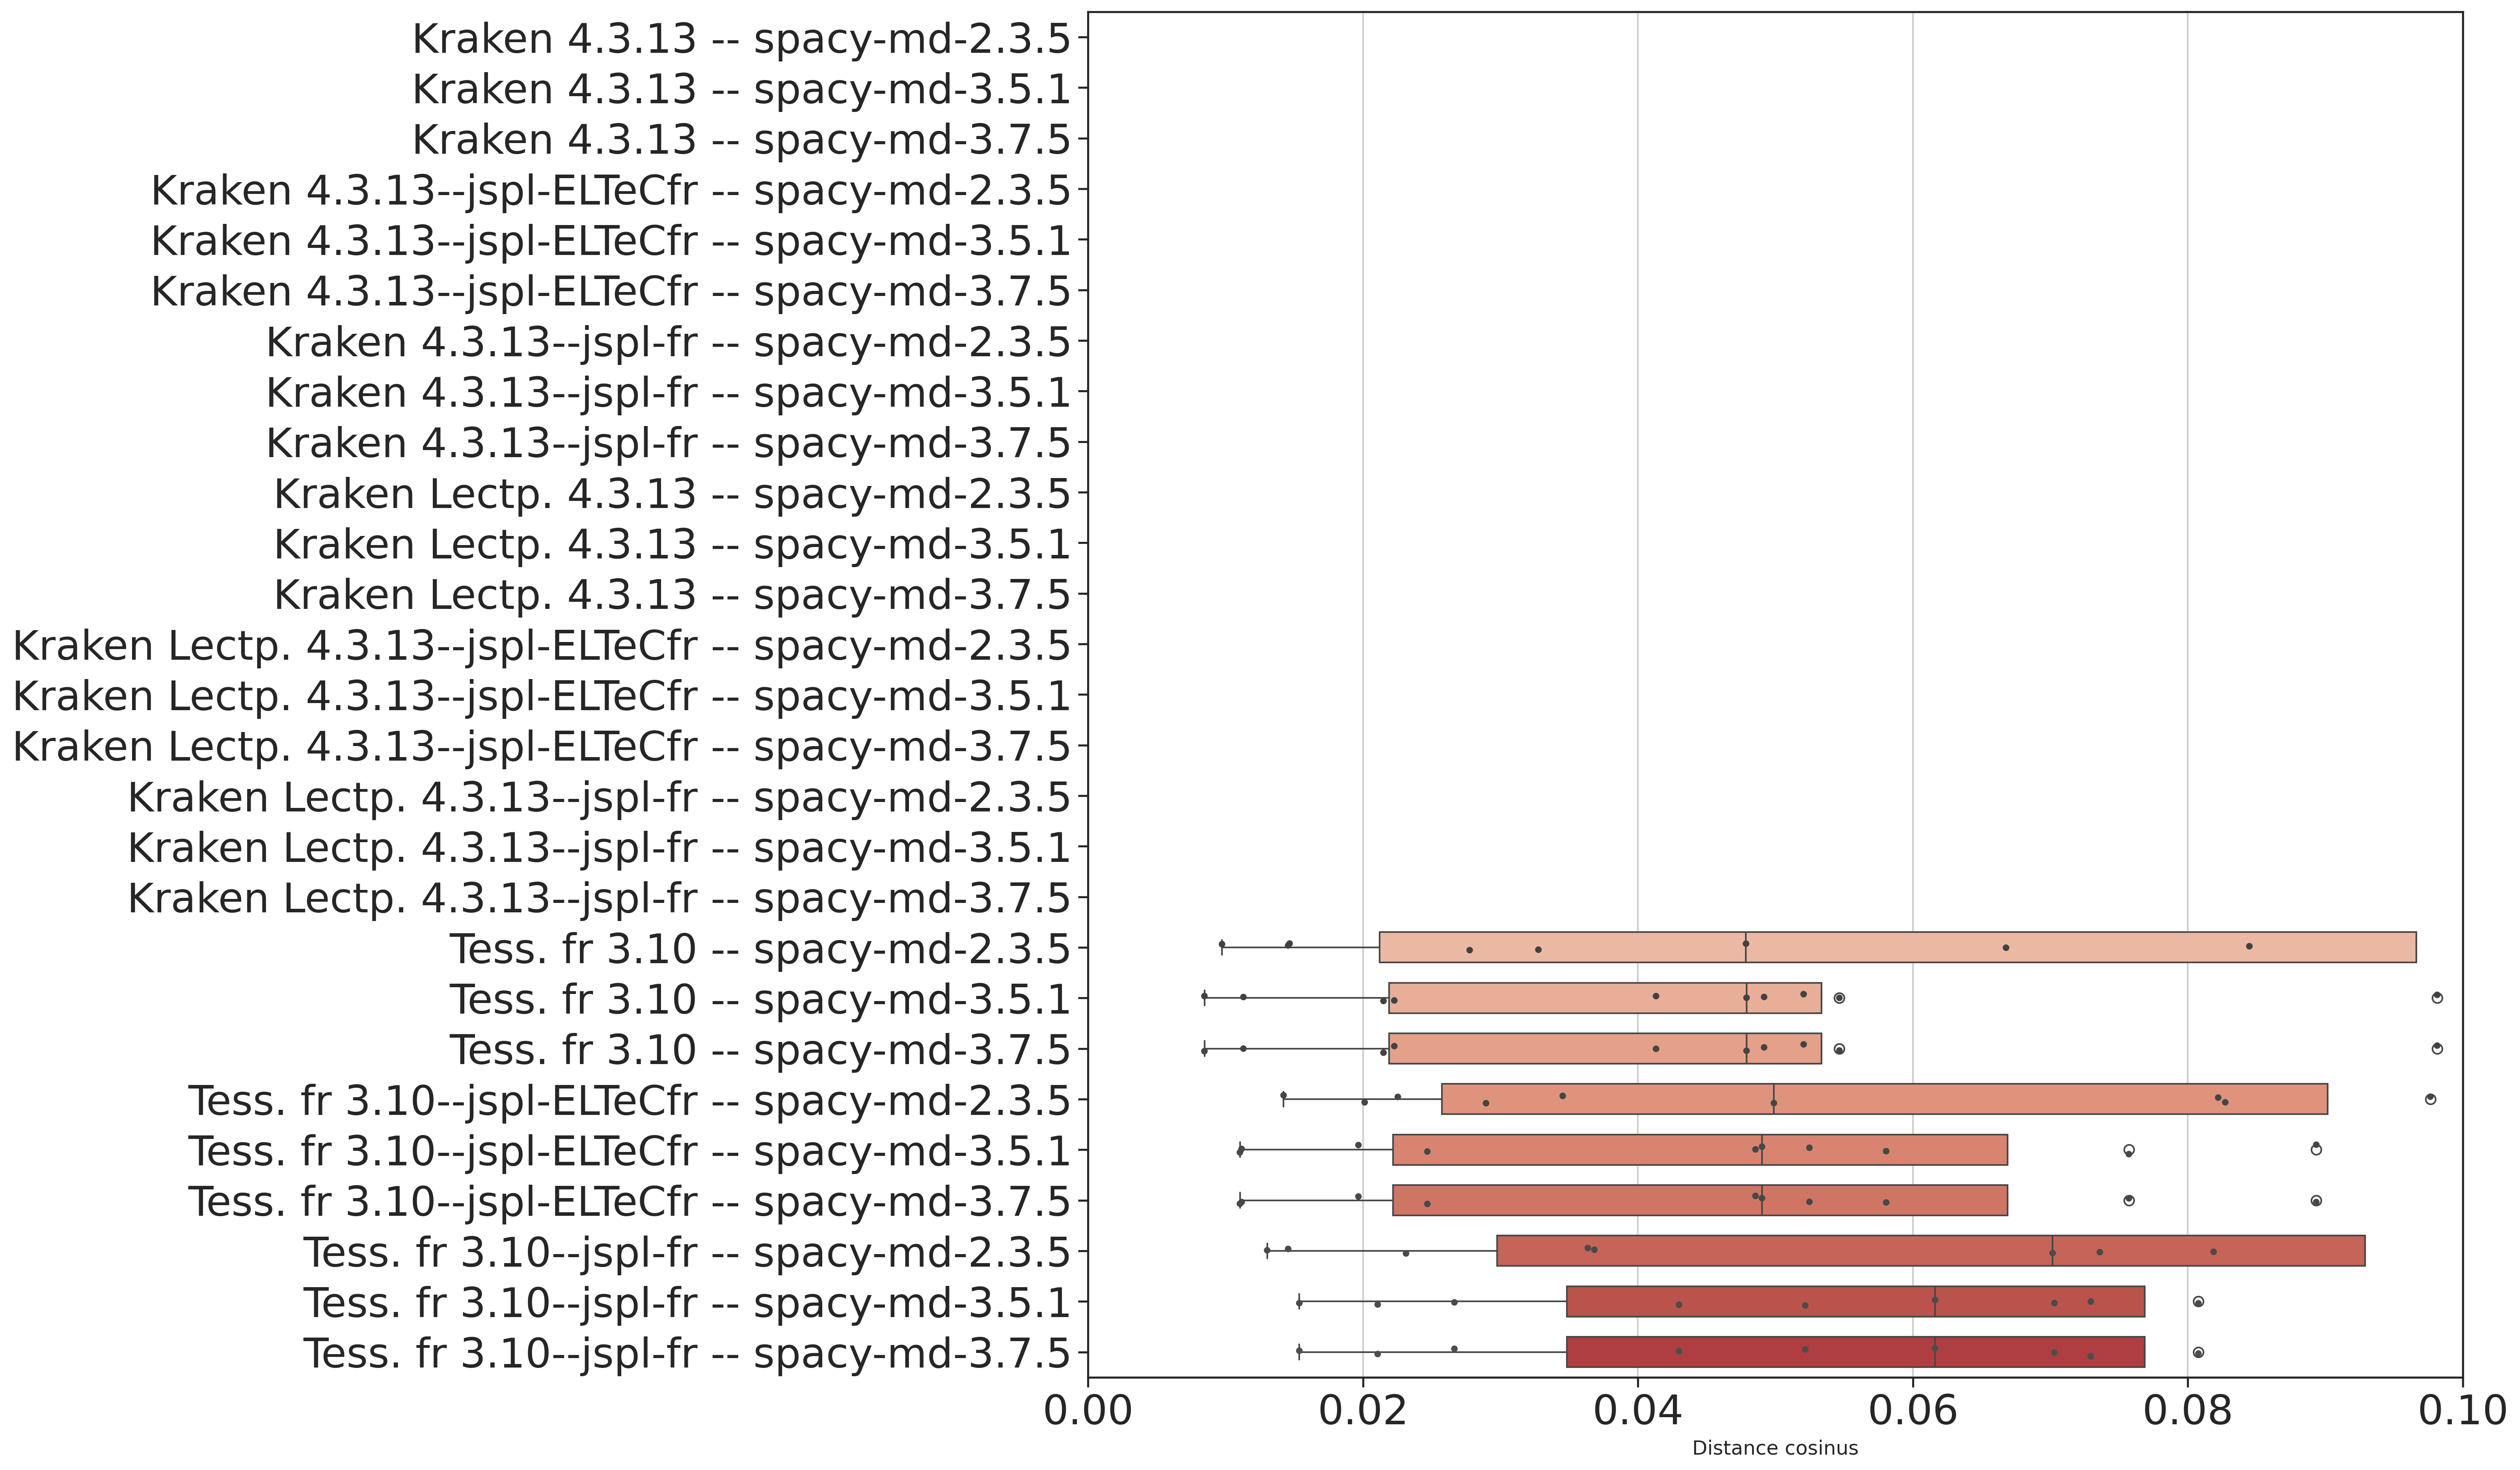 Kraken 4.3.13 -- spacy-md-2.3.5
Kraken 4.3.13 -- spacy-md-3.5.1
Kraken 4.3.13 -- spacy-md-3.7.5
Kraken 4.3.13--jspl-ELTeCfr -- spacy-md-2.3.5
Kraken 4.3.13--jspl-ELTeCfr -- spacy-md-3.5.1
Kraken 4.3.13--jspl-ELTeCfr -- spacy-md-3.7.5
Kraken 4.3.13--jspl-fr -- spacy-md-2.3.5
Kraken 4.3.13--jspl-fr -- spacy-md-3.5.1
Kraken 4.3.13--jspl-fr -- spacy-md-3.7.5
Kraken Lectp. 4.3.13 -- spacy-md-2.3.5
Kraken Lectp. 4.3.13 -- spacy-md-3.5.1
Kraken Lectp. 4.3.13 -- spacy-md-3.7.5
Kraken Lectp. 4.3.13--jspl-ELTeCfr -- spacy-md-2.3.5
Kraken Lectp. 4.3.13--jspl-ELTeCfr -- spacy-md-3.5.1
Kraken Lectp. 4.3.13--jspl-ELTeCfr -- spacy-md-3.7.5
Kraken Lectp. 4.3.13--jspl-fr -- spacy-md-2.3.5
Kraken Lectp. 4.3.13--jspl-fr -- spacy-md-3.5.1
Kraken Lectp. 4.3.13--jspl-fr -- spacy-md-3.7.5
Tess. fr 3.10 -- spacy-md-2.3.5
Tess. fr 3.10 -- spacy-md-3.5.1
Tess. fr 3.10 -- spacy-md-3.7.5
Tess. fr 3.10--jspl-ELTeCfr -- spacy-md-2.3.5
Tess. fr 3.10--jspl-ELTeCfr -- spacy-md-3.5.1
Tess. fr 3.10--jspl-ELTeCfr -- spacy-md-3.7.5
Tess. fr 3.10--jspl-fr -- spacy-md-2.3.5
Tess. fr 3.10--jspl-fr -- spacy-md-3.5.1
Tess. fr 3.10--jspl-fr -- spacy-md-3.7.5
0.00 0.02 0.04 0.06 0.08 0.10
Distance cosinus